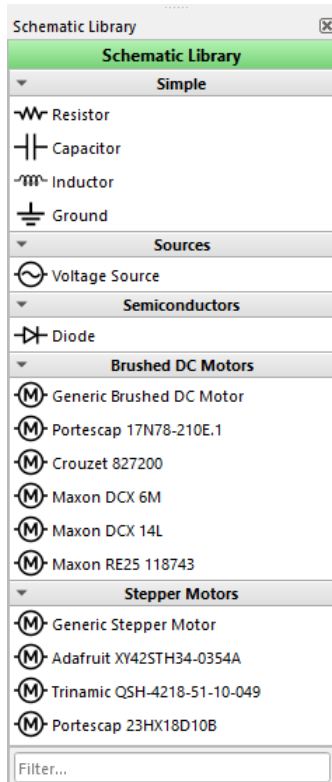 Schematic Library
Schematic Library
Simple
Resistor
Capacitor
Inductor
Ground
Sources
Voltage Source
Semiconductors
Diode
Brushed DC Motors
M Generic Brushed DC Motor
M Portescap 17N78-210E.1
M Crouzet 827200
M Maxon DCX 6M
M Maxon DCX 14L
M Maxon RE25 118743
Stepper Motors
M Generic Stepper Motor
M Adafruit XY42STH34-0354A
M Trinamic QSH-4218-51-10-049
M Portescap 23HX18D10B
Filter...